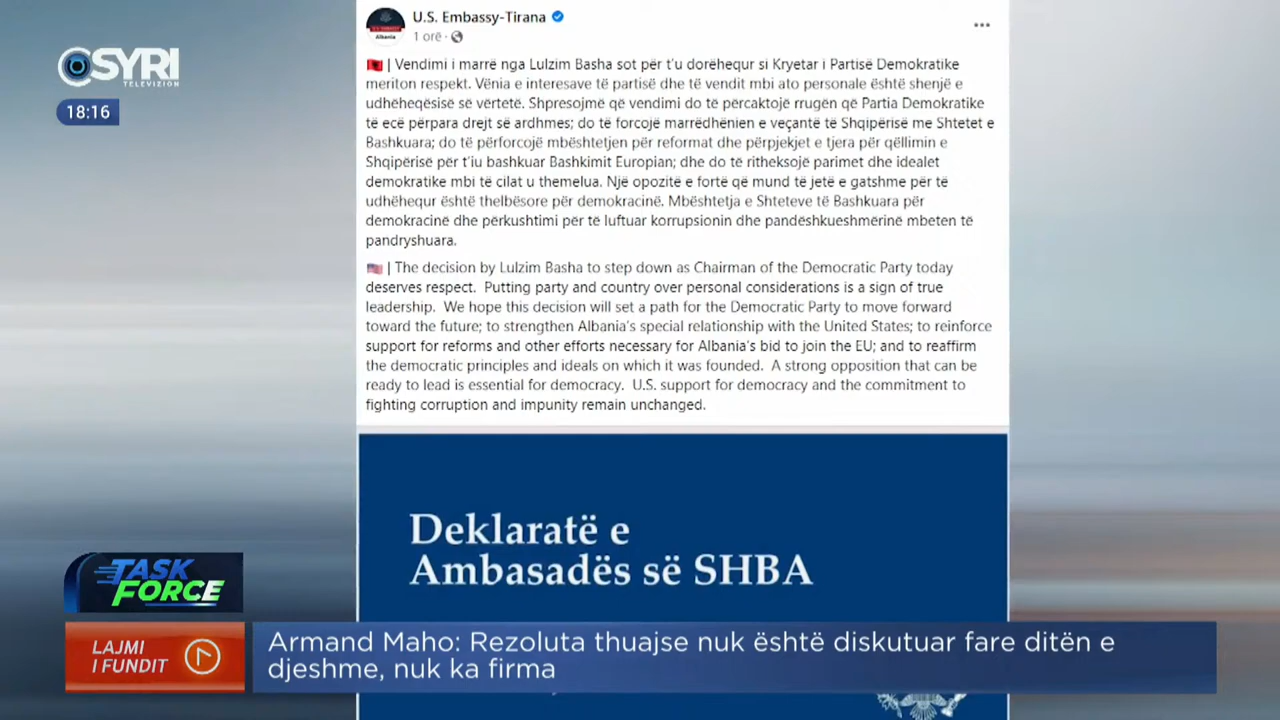 U.S. Embassy-Tirana
1 orë
SYRI
TELEVIZION
18:16
| Vendimi i marrë nga Lulzim Basha sot për t'u dorëhequr si Kryetar i Partisë Demokratike
meriton respekt. Vënia e interesave të partisë dhe të vendit mbi ato personale është shenjë e
udhëheqësisë së vërtetë. Shpresojmë që vendimi do të përcaktojë rrugën që Partia Demokratike
të ecë përpara drejt së ardhmes; do të forcojë marrëdhënien e veçantë të Shqipërisë me Shtetet e
Bashkuara; do të përforcojë mbështetjen për reformat dhe përpjekjet e tjera për qëllimin e
Shqipërisë për t'iu bashkuar Bashkimit Europian; dhe do të ritheksojë parimet dhe idealet
demokratike mbi të cilat u themelua. Një opozitë e fortë që mund të jetë e gatshme për të
udhëhequr është thelbësore për demokracinë. Mbështetja e Shteteve të Bashkuara për
demokracinë dhe përkushtimi për të luftuar korrupsionin dhe pandëshkueshmërinë mbeten të
pandryshuara.
| The decision by Lulzim Basha to step down as Chairman of the Democratic Party today
deserves respect. Putting party and country over personal considerations is a sign of true
leadership. We hope this decision will set a path for the Democratic Party to move forward
toward the future; to strengthen Albania's special relationship with the United States; to reinforce
support for reforms and other efforts necessary for Albania's bid to join the EU; and to reaffirm
the democratic principles and ideals on which it was founded. A strong opposition that can be
ready to lead is essential for democracy. U.S. support for democracy and the commitment to
fighting corruption and impunity remain unchanged.
Deklaratë e
Ambasadës së SHBA
TASK
FORCE
LAJMI
I FUNDIT
Armand Maho: Rezoluta thuajse nuk është diskutuar fare ditën e
djeshme, nuk ka firma